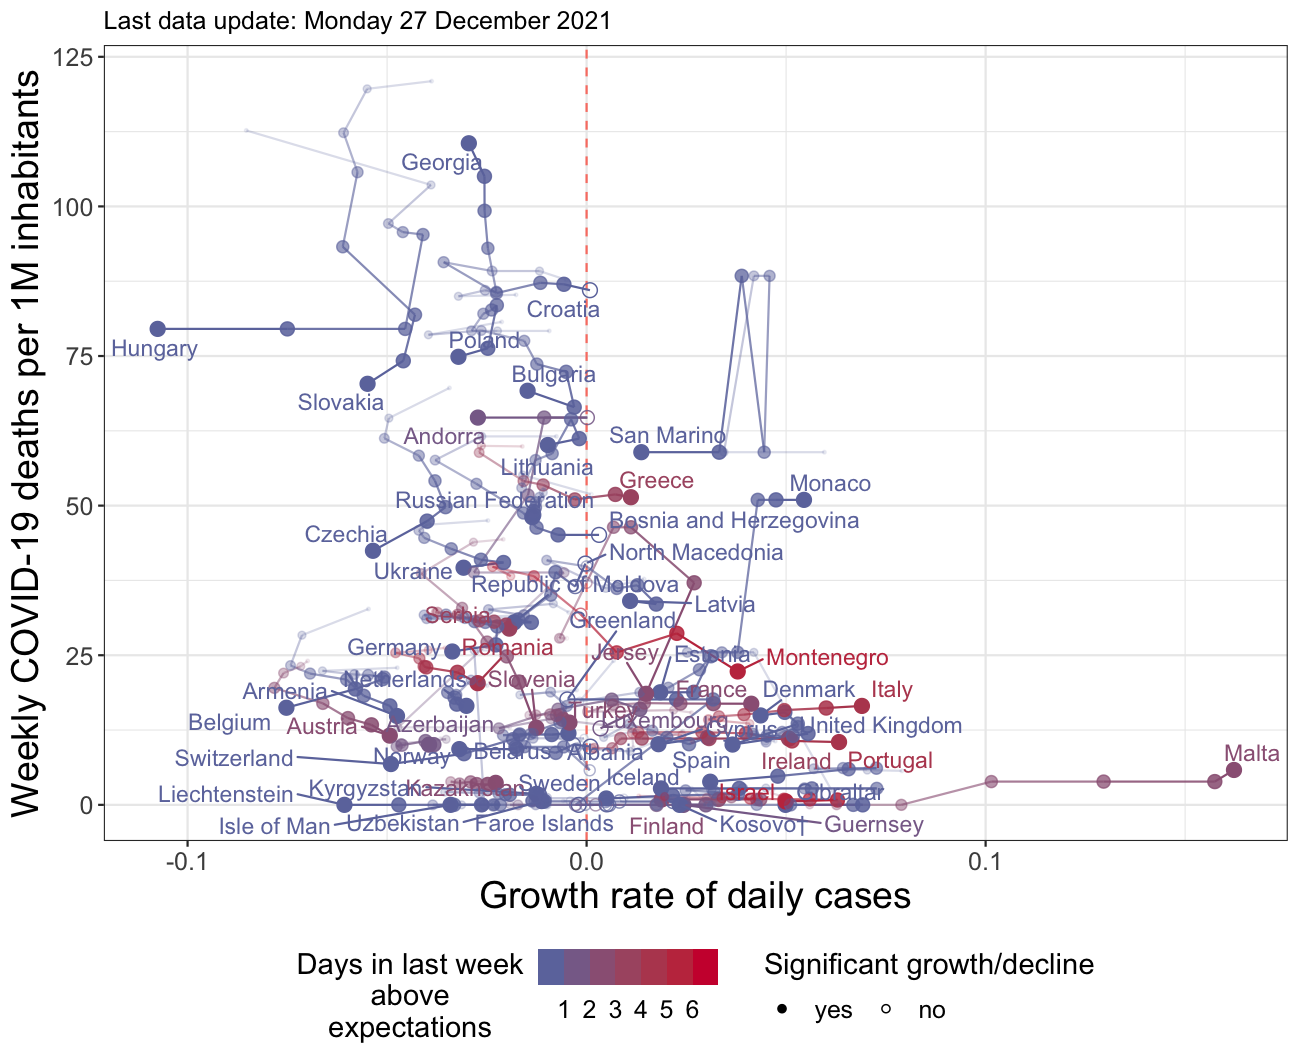 Last data update: Monday 27 December 2021
Weekly COVID-19 deaths per 1M inhabitants
125
100
75
50
25
0
Georgia
Croatia
Hungary
Poland
Bulgaria
Slovakia
Andorra
San Marino
Lithuania
Greece
Monaco
Russian Federation
Bosnia and Herzegovina
Czechia
North Macedonia
Ukraine
Republic of Moldova
Latvia
Serbia
Greenland
Germany
Romania
Jersey
Estonia
Montenegro
Netherlands
Slovenia
Armenia
France
Denmark
Italy
Belgium
Austria
Azerbaijan
Turkey
Luxembourg
Cyprus
United Kingdom
Switzerland
Norway
Belarus
Albania
Spain
Ireland
Portugal
Malta
Liechtenstein
Kyrgyzstan
Kazakhstan
Sweden
Iceland
Israel
Gibraltar
Isle of Man
Uzbekistan
Faroe Islands
Finland
Kosovo
Guernsey
-0.1
0.0
0.1
Growth rate of daily cases
Days in last week
above
expectations
1 2 3 4 5 6
Significant growth/decline
yes
no